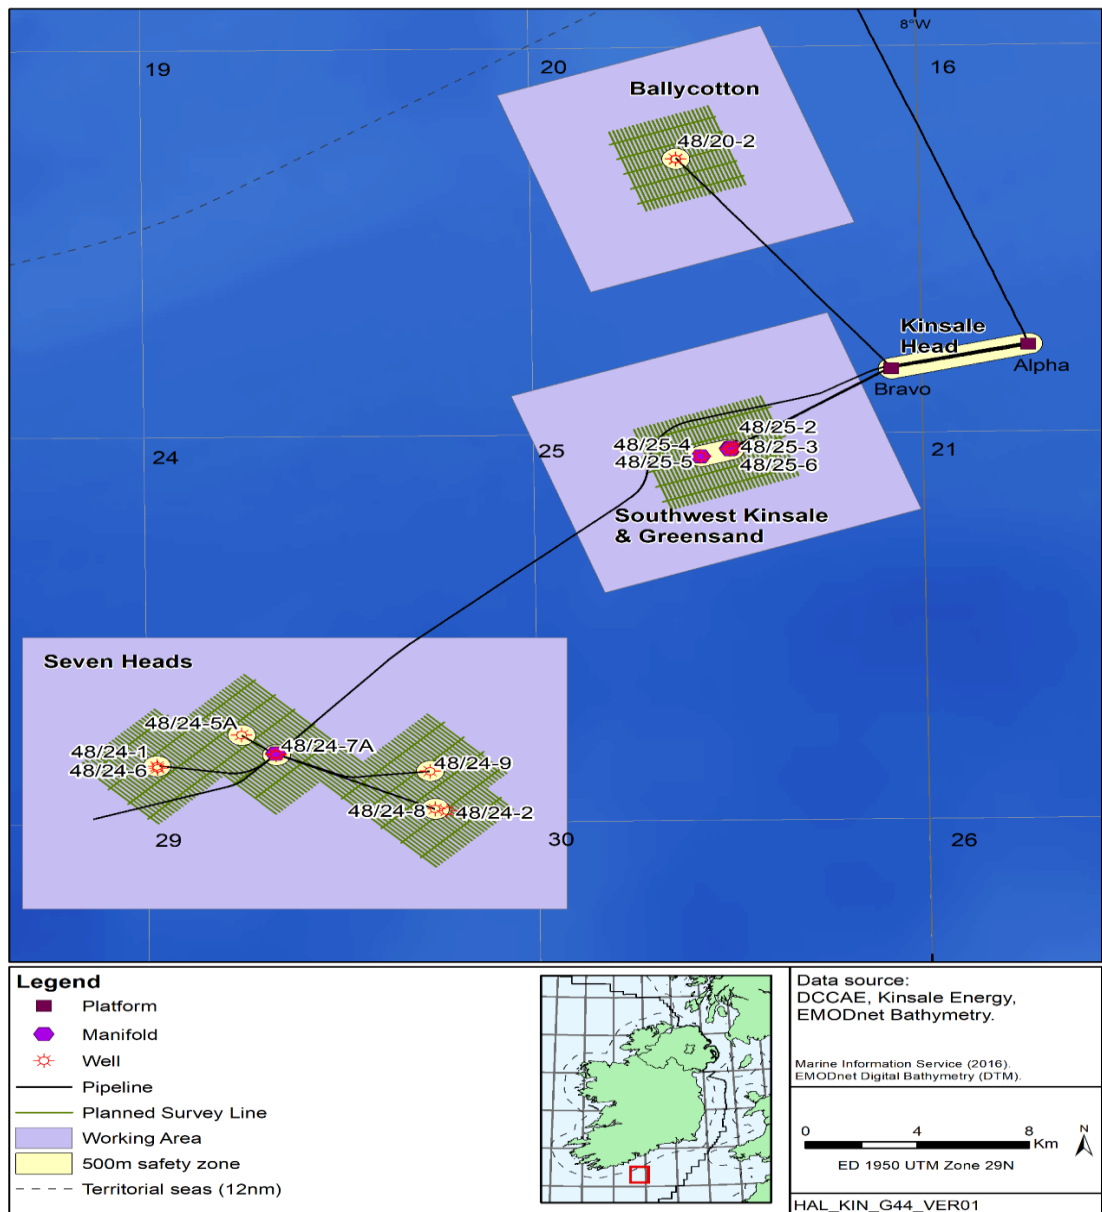 8°W
19
20
16
Ballycotton
48/20-2
Kinsale
Head
Alpha
Bravo
24
25
21
48/25-2
48/25-4
48/25-3
48/25-5
48/25-6
Southwest Kinsale
& Greensand
Seven Heads
48/24-5A
48/24-7A
48/24-1
48/24-6
48/24-9
48/24-8
48/24-2
29
30
26
Legend
Platform
Manifold
Well
Pipeline
Planned Survey Line
Working Area
500m safety zone
Territorial seas (12nm)
Data source:
DCCAE, Kinsale Energy,
EMODnet Bathymetry.
Marine Information Service (2016).
EMODnet Digital Bathymetry (DTM).
0 4 8
Km
N
ED 1950 UTM Zone 29N
HAL_KIN_G44_VER01